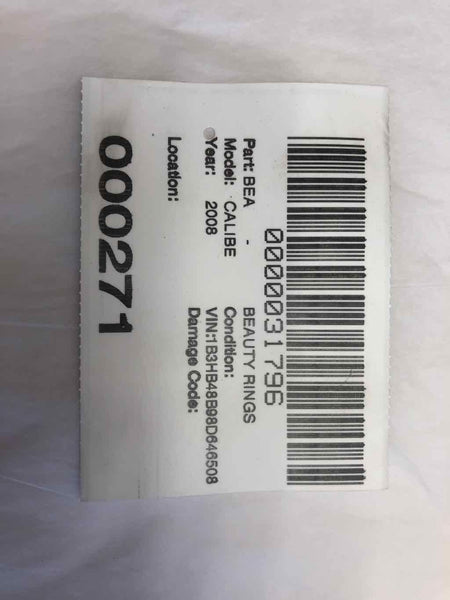 0000031796
Part: BEA - BEAUTY RINGS
Model: CALIBE Condition:
Year: 2008 VIN:1B3HB48B98D646508
Location: Damage Code:
000271